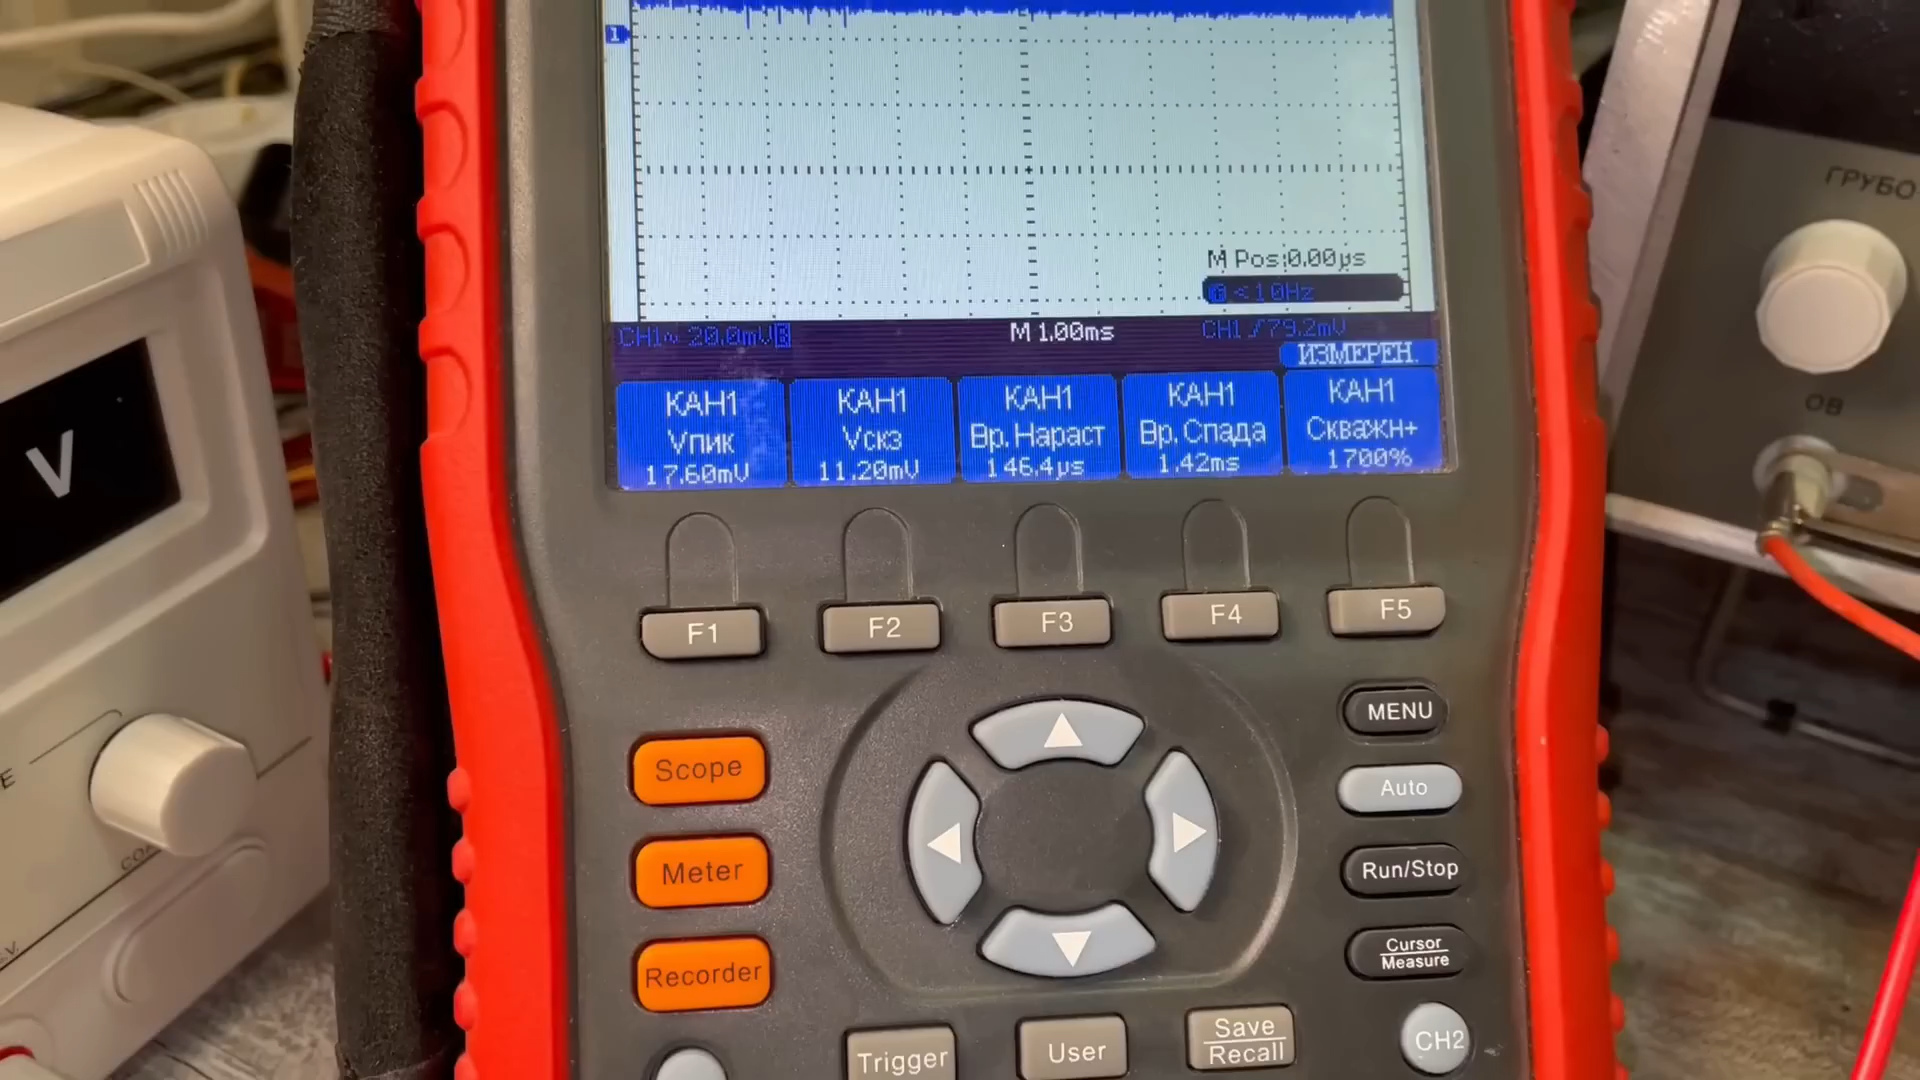 1
M Pos:0.00µs
<10Hz
CH1~ 20.0mV B
M 1.00ms
CH1 /79.2mV
ИЗМЕРЕН.
КАН1
Vпик
17.60mV
КАН1
Vскз
11.20mV
КАН1
Вр. Нараст
146.4µs
КАН1
Вр. Спада
1.42ms
КАН1
Скважн+
1700%
F1
F2
F3
F4
F5
MENU
Scope
Auto
Meter
Run/Stop
Recorder
Cursor
Measure
Trigger
User
Save
Recall
CH2
V
ГРУБО